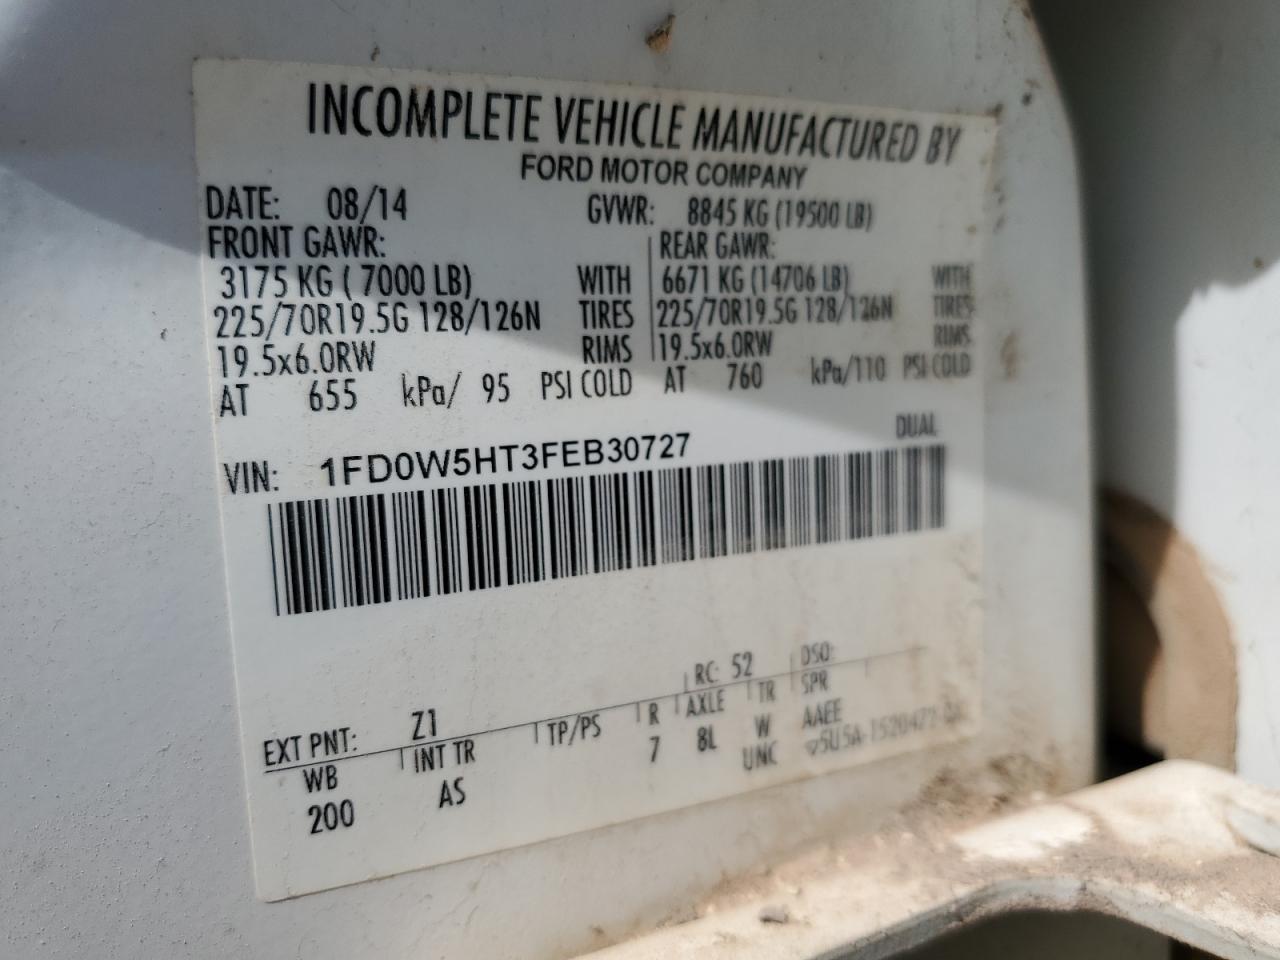 INCOMPLETE VEHICLE MANUFACTURED BY
FORD MOTOR COMPANY
DATE: 08/14 GVWR: 8845 KG (19500 LB)
FRONT GAWR: REAR GAWR:
3175 KG ( 7000 LB) WITH 6671 KG (14706 LB) WITH
225/70R19.5G 128/126N TIRES 225/70R19.5G 128/126N TIRES
19.5x6.0RW RIMS 19.5x6.0RW RIMS
AT 655 kPa/ 95 PSI COLD AT 760 kPa/110 PSI COLD
DUAL
VIN: 1FD0W5HT3FEB30727
EXT PNT: Z1 RC: 52 DSO:
WB INT TR TP/PS R AXLE TR SPR
200 AS 7 8L W AAEE
UNC